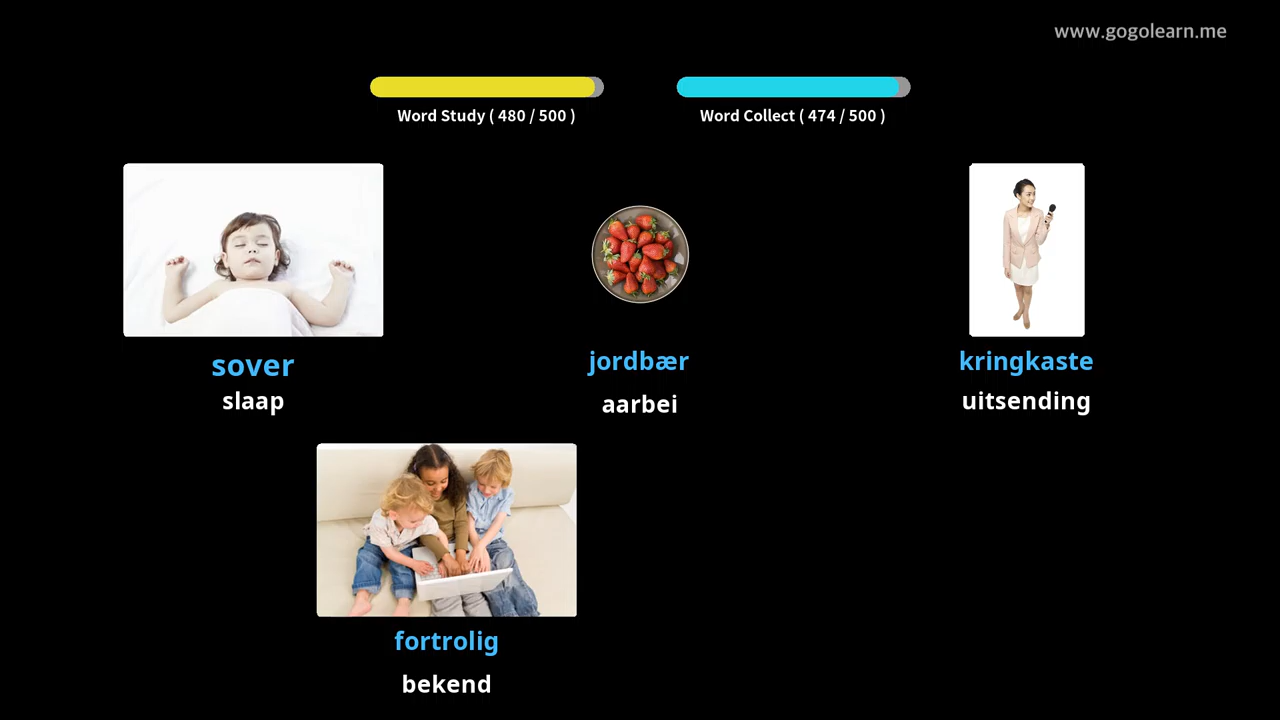 www.gogolearn.me
Word Study ( 480 / 500 )
Word Collect ( 474 / 500 )
sover
slaap
jordbær
aarbei
kringkaste
uitsending
fortrolig
bekend